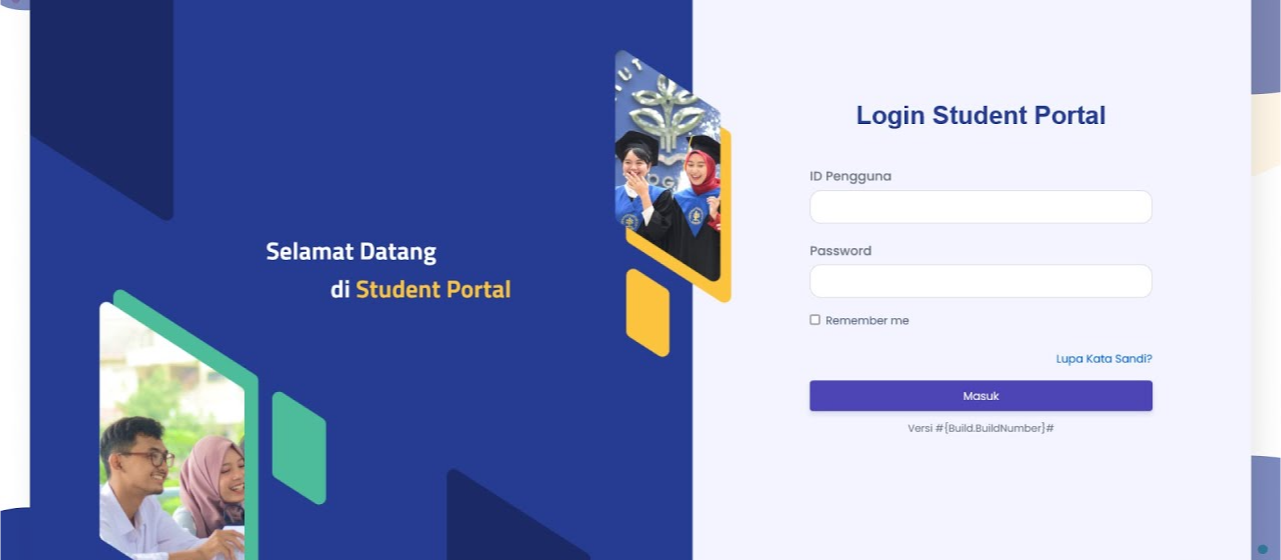 Selamat Datang
di Student Portal
Login Student Portal
ID Pengguna
Password
Remember me
Lupa Kata Sandi?
Masuk
Versi #{Build.BuildNumber}#